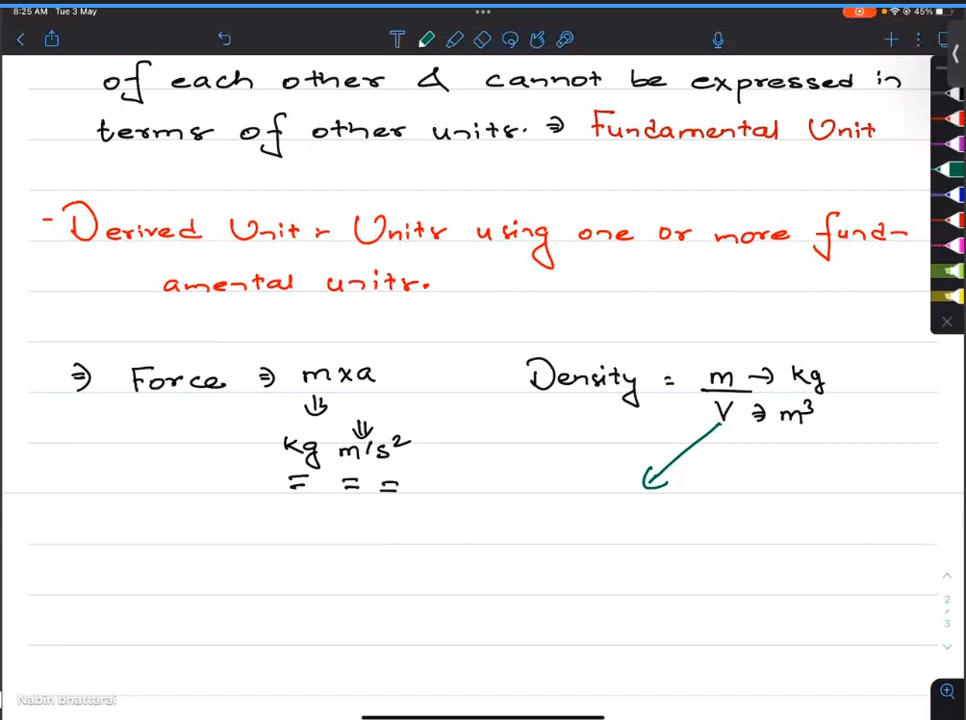 8:25 AM Tue 3 May 45%
of each other & cannot be expressed in
terms of other units. ⇒ Fundamental Unit
- Derived Unit :- Units using one or more fund-
amental units.
⇒ Force ⇒ m x a
⇓ ⇓
kg m/s²
Density = m → kg
V ⇒ m³
2
/
3
Nabin bhattarai